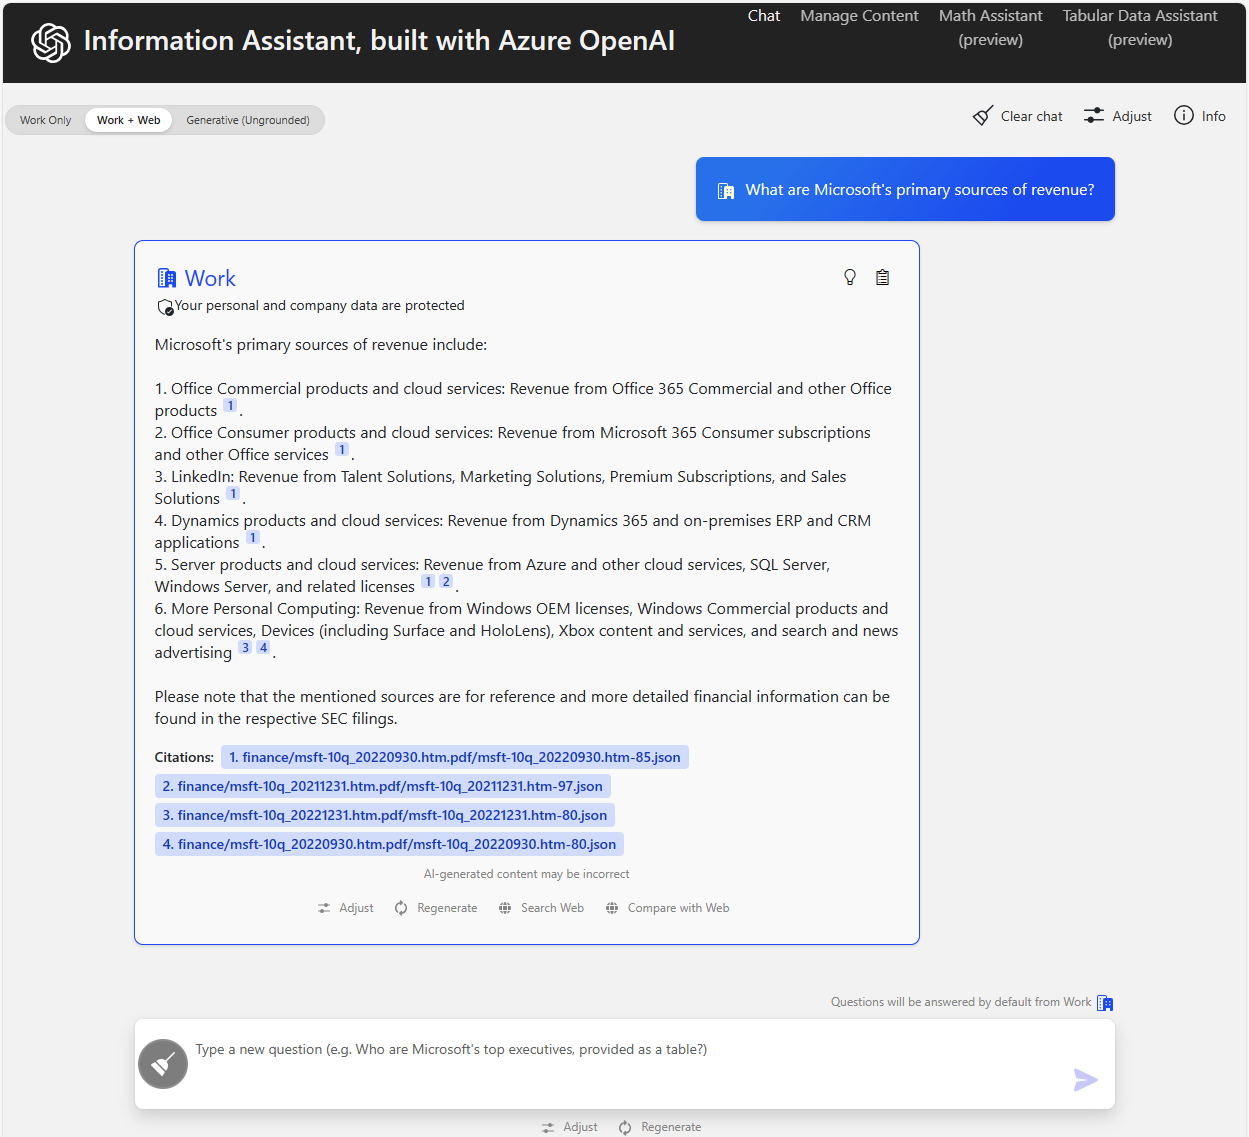 Information Assistant, built with Azure OpenAI
Chat
Manage Content
Math Assistant
(preview)
Tabular Data Assistant
(preview)
Work Only
Work + Web
Generative (Ungrounded)
Clear chat
Adjust
Info
What are Microsoft's primary sources of revenue?
Work
Your personal and company data are protected
Microsoft's primary sources of revenue include:
1. Office Commercial products and cloud services: Revenue from Office 365 Commercial and other Office
products 1 .
2. Office Consumer products and cloud services: Revenue from Microsoft 365 Consumer subscriptions
and other Office services 1 .
3. LinkedIn: Revenue from Talent Solutions, Marketing Solutions, Premium Subscriptions, and Sales
Solutions 1 .
4. Dynamics products and cloud services: Revenue from Dynamics 365 and on-premises ERP and CRM
applications 1 .
5. Server products and cloud services: Revenue from Azure and other cloud services, SQL Server,
Windows Server, and related licenses 1 2 .
6. More Personal Computing: Revenue from Windows OEM licenses, Windows Commercial products and
cloud services, Devices (including Surface and HoloLens), Xbox content and services, and search and news
advertising 3 4 .
Please note that the mentioned sources are for reference and more detailed financial information can be
found in the respective SEC filings.
Citations: 1. finance/msft-10q_20220930.htm.pdf/msft-10q_20220930.htm-85.json
2. finance/msft-10q_20211231.htm.pdf/msft-10q_20211231.htm-97.json
3. finance/msft-10q_20221231.htm.pdf/msft-10q_20221231.htm-80.json
4. finance/msft-10q_20220930.htm.pdf/msft-10q_20220930.htm-80.json
AI-generated content may be incorrect
Adjust
Regenerate
Search Web
Compare with Web
Questions will be answered by default from Work
Type a new question (e.g. Who are Microsoft's top executives, provided as a table?)
Adjust
Regenerate